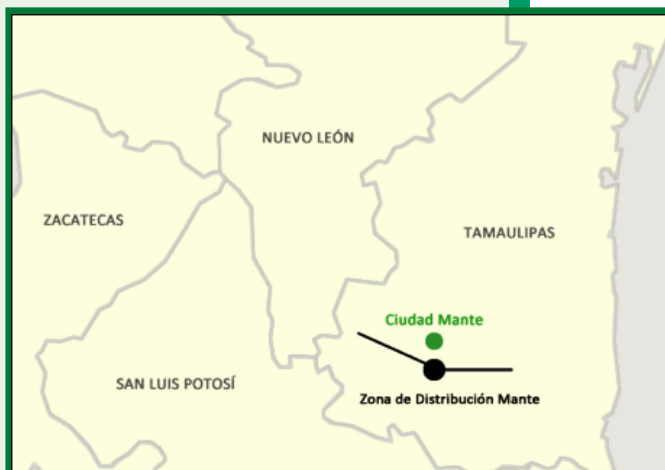 NUEVO LEÓN
ZACATECAS
TAMAULIPAS
Ciudad Mante
SAN LUIS POTOSÍ
Zona de Distribución Mante